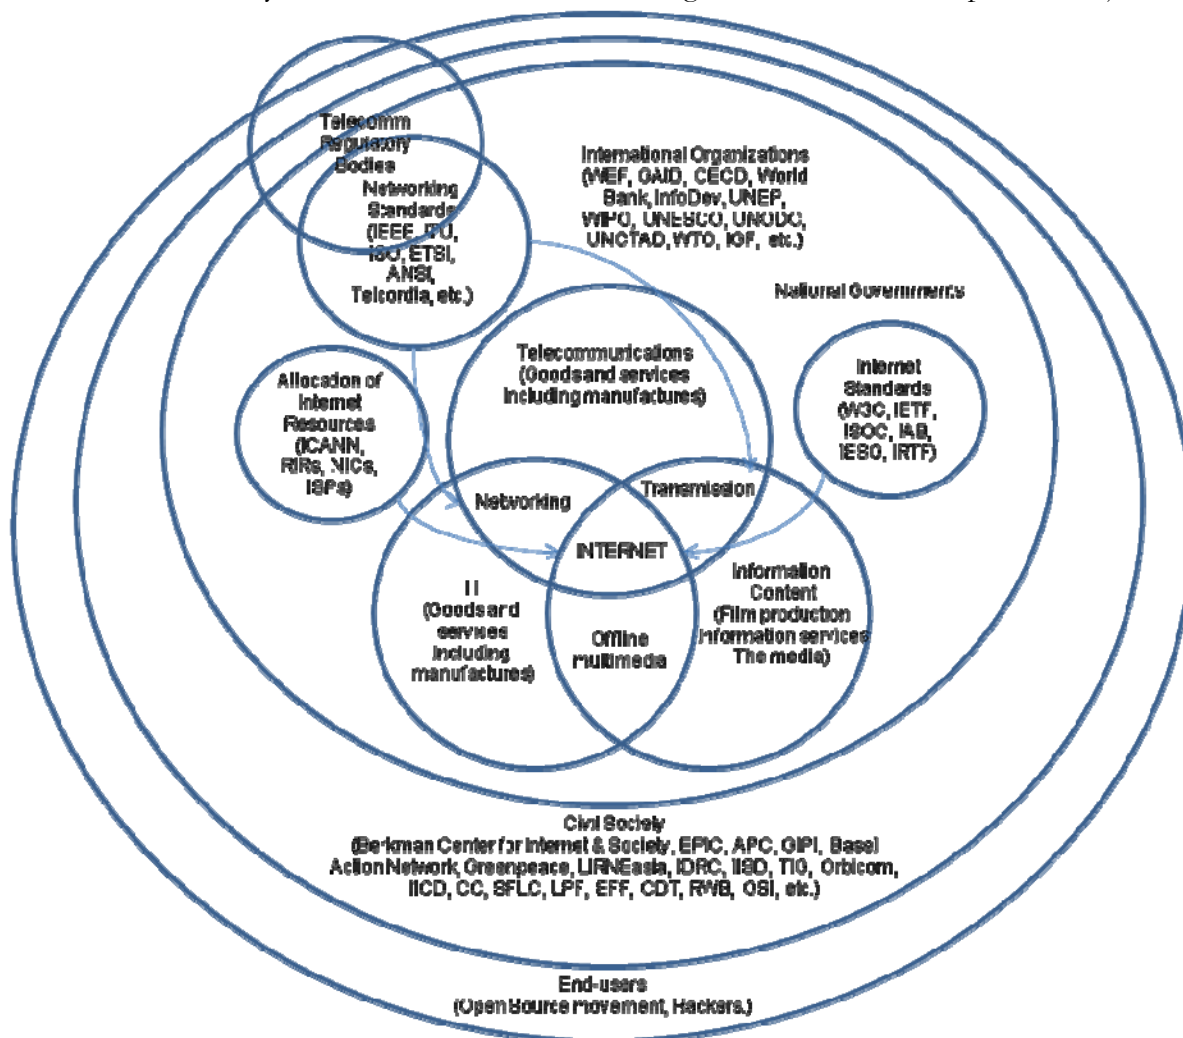 Telecomm
Regulatory
Bodies
Networking
Standards
(IEEE, ITU,
ISO, ETSI,
ANSI,
Telcordia, etc.)
International Organizations
(WEF, GAID, OECD, World
Bank, InfoDev, UNEP,
WIPO, UNESCO, UNODC,
UNCTAD, WTO, IGF, etc.)
National Governments
Telecommunications
(Goods and services
including manufactures)
Allocation of
Internet
Resources
(ICANN,
RIRs, NICs,
ISPs)
Internet
Standards
(W3C, IETF,
ISOC, IAB,
IESG, IRTF)
Networking
Transmission
INTERNET
(Goods and
services
including
manufactures)
Information
Content
(Film production
Information services
The media)
Offline
multimedia
Civil Society
(Berkman Center for Internet & Society, EPIC, APC, GIPI, Basel
Action Network, Greenpeace, LIRNEasia, IDRC, IISD, TIG, Orbicom,
IICD, CC, SFLC, LPF, EFF, CDT, RWB, OSI, etc.)
End-users
(Open Source movement, Hackers.)